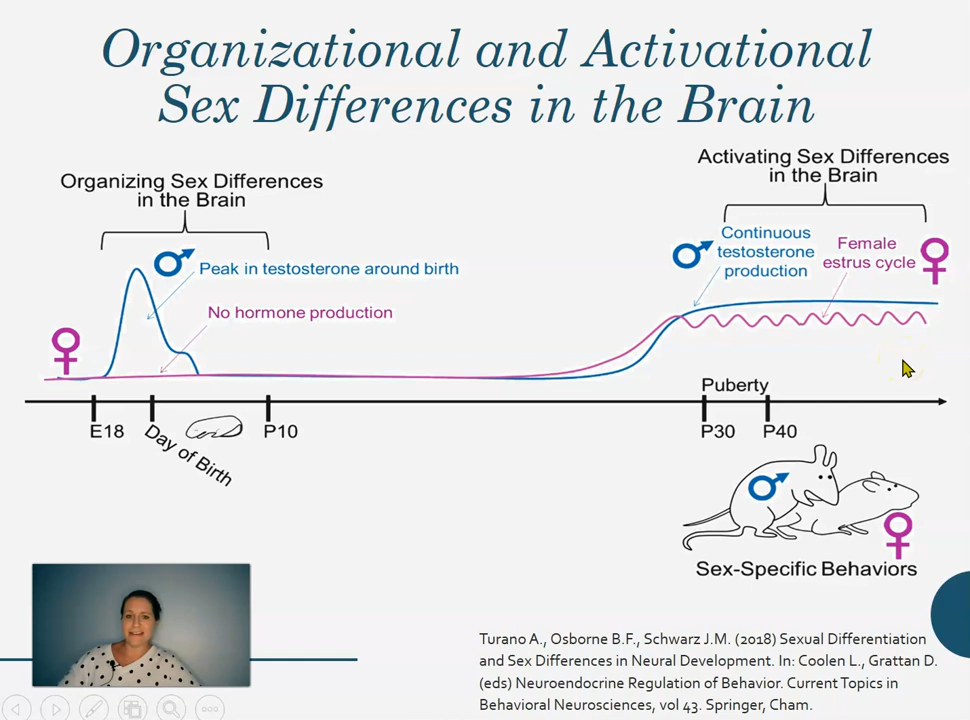 Organizational and Activational
Sex Differences in the Brain
Organizing Sex Differences
in the Brain
Peak in testosterone around birth
No hormone production
Activating Sex Differences
in the Brain
Continuous
testosterone
production
Female
estrus cycle
Puberty
E18
Day of Birth
P10
P30
P40
Sex-Specific Behaviors
Turano A., Osborne B.F., Schwarz J.M. (2018) Sexual Differentiation
and Sex Differences in Neural Development. In: Coolen L., Grattan D.
(eds) Neuroendocrine Regulation of Behavior. Current Topics in
Behavioral Neurosciences, vol 43. Springer, Cham.